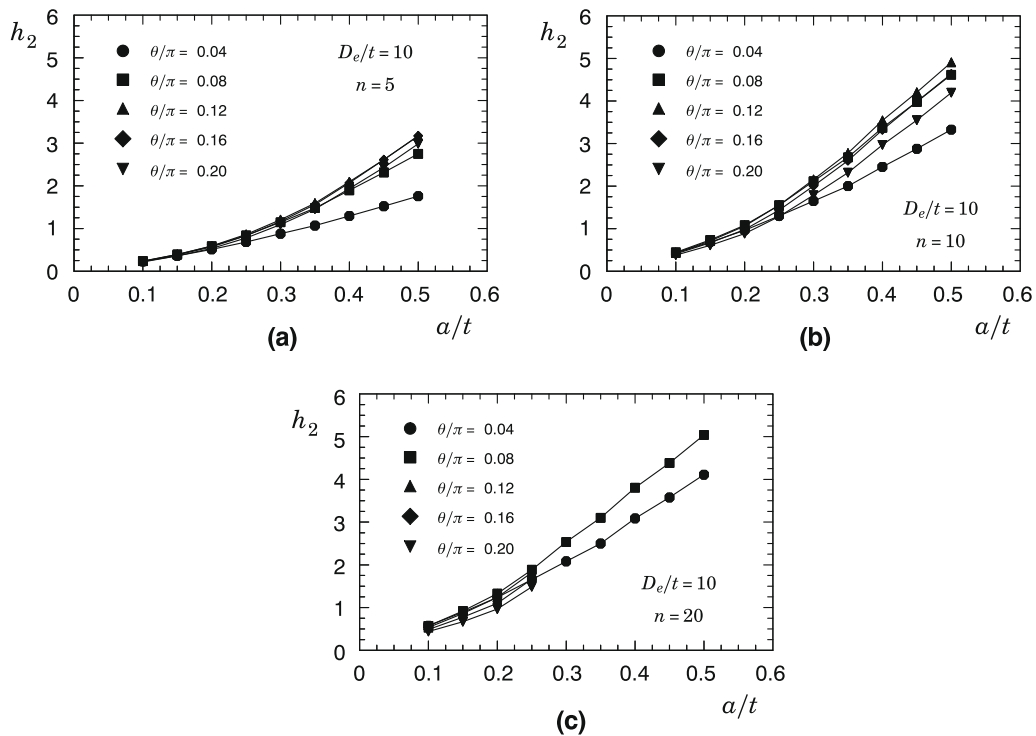 6
h₂
5
4
3
2
1
0
θ/π = 0.04
θ/π = 0.08
θ/π = 0.12
θ/π = 0.16
θ/π = 0.20
Dₑ/t = 10
n = 5
0 0.1 0.2 0.3 0.4 0.5 0.6
a/t
(a)
6
h₂
5
4
3
2
1
0
θ/π = 0.04
θ/π = 0.08
θ/π = 0.12
θ/π = 0.16
θ/π = 0.20
Dₑ/t = 10
n = 10
0 0.1 0.2 0.3 0.4 0.5 0.6
a/t
(b)
6
h₂
5
4
3
2
1
0
θ/π = 0.04
θ/π = 0.08
θ/π = 0.12
θ/π = 0.16
θ/π = 0.20
Dₑ/t = 10
n = 20
0 0.1 0.2 0.3 0.4 0.5 0.6
a/t
(c)